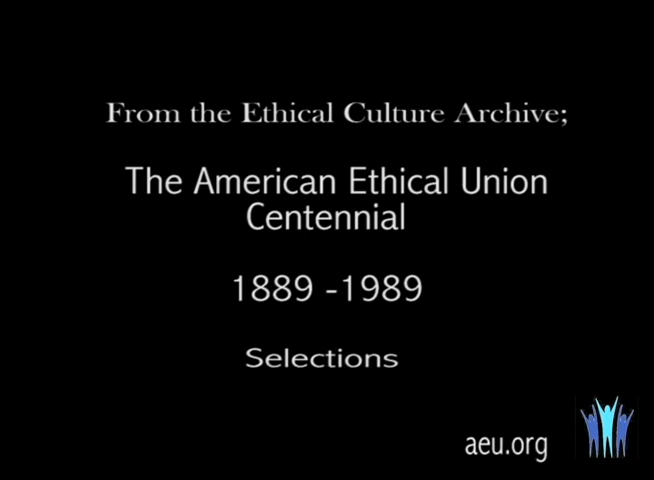 From the Ethical Culture Archive;
The American Ethical Union
Centennial
1889 -1989
Selections
aeu.org